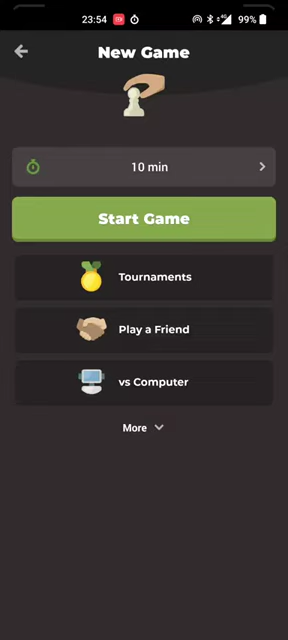 23:54
99%
New Game
10 min
Start Game
Tournaments
Play a Friend
vs Computer
More